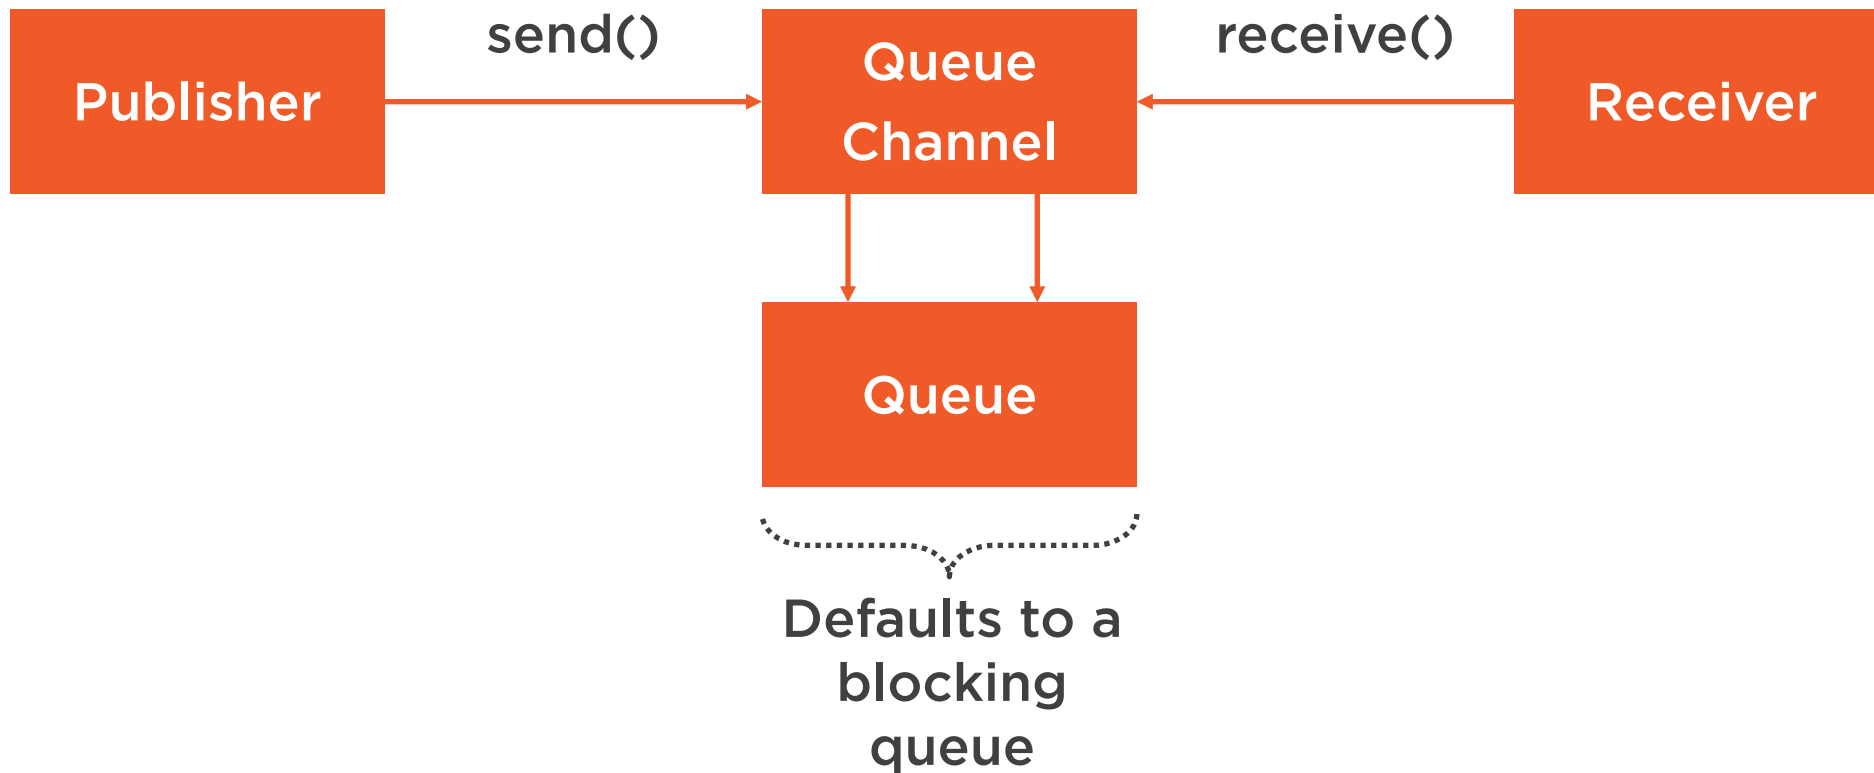 Publisher
send()
Queue
Channel
receive()
Receiver
Queue
Defaults to a
blocking
queue